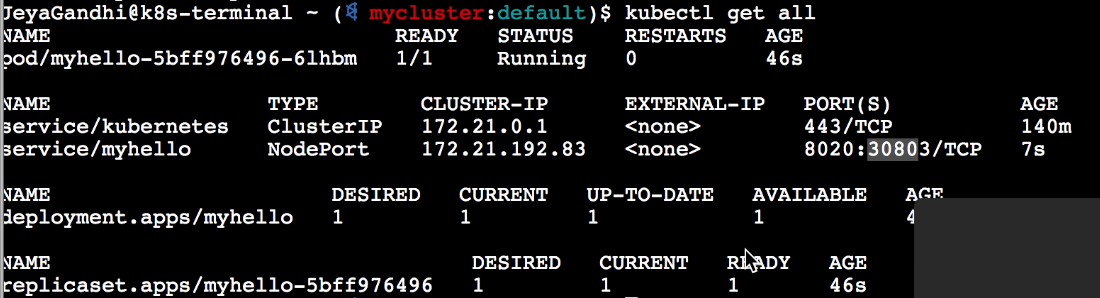 JeyaGandhi@k8s-terminal ~ (mycluster:default)$ kubectl get all
NAME READY STATUS RESTARTS AGE
pod/myhello-5bff976496-6lhbm 1/1 Running 0 46s
NAME TYPE CLUSTER-IP EXTERNAL-IP PORT(S) AGE
service/kubernetes ClusterIP 172.21.0.1 <none> 443/TCP 140m
service/myhello NodePort 172.21.192.83 <none> 8020:30803/TCP 7s
NAME DESIRED CURRENT UP-TO-DATE AVAILABLE AGE
deployment.apps/myhello 1 1 1 1
NAME DESIRED CURRENT READY AGE
replicaset.apps/myhello-5bff976496 1 1 1 46s